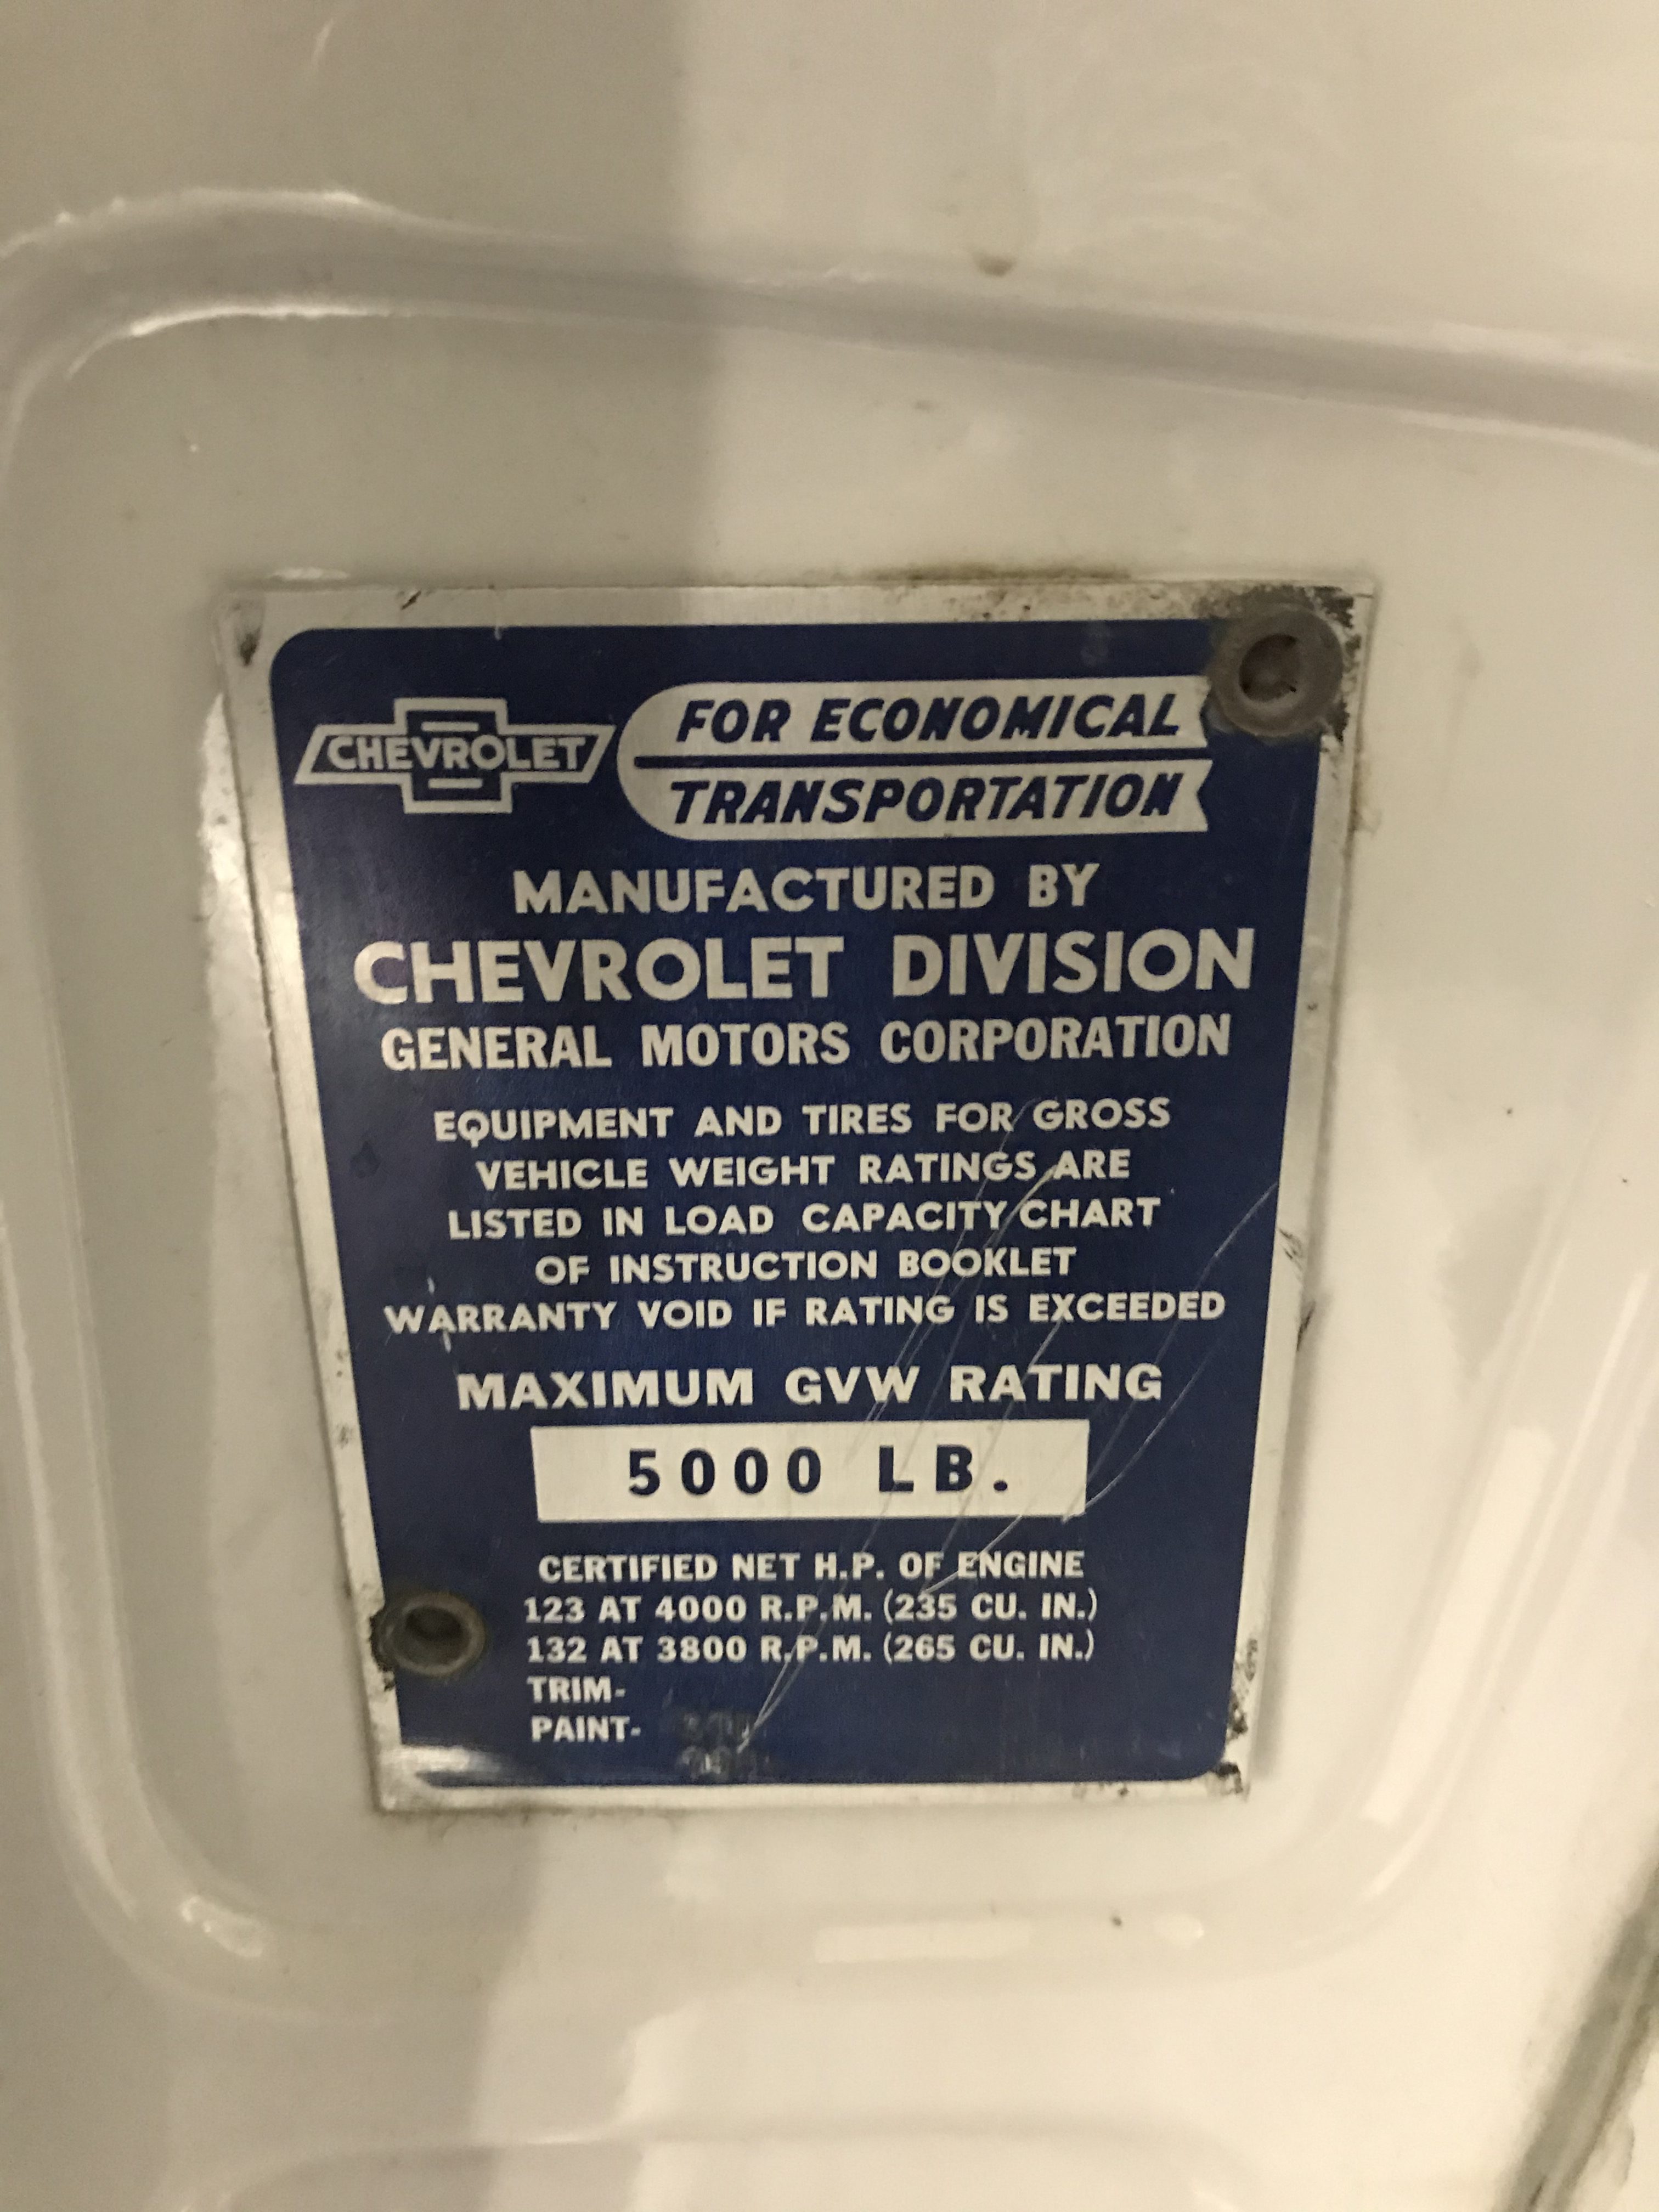 CHEVROLET
FOR ECONOMICAL
TRANSPORTATION
MANUFACTURED BY
CHEVROLET DIVISION
GENERAL MOTORS CORPORATION
EQUIPMENT AND TIRES FOR GROSS
VEHICLE WEIGHT RATINGS ARE
LISTED IN LOAD CAPACITY CHART
OF INSTRUCTION BOOKLET
WARRANTY VOID IF RATING IS EXCEEDED
MAXIMUM GVW RATING
5000 LB.
CERTIFIED NET H.P. OF ENGINE
123 AT 4000 R.P.M. (235 CU. IN.)
132 AT 3800 R.P.M. (265 CU. IN.)
TRIM-
PAINT-